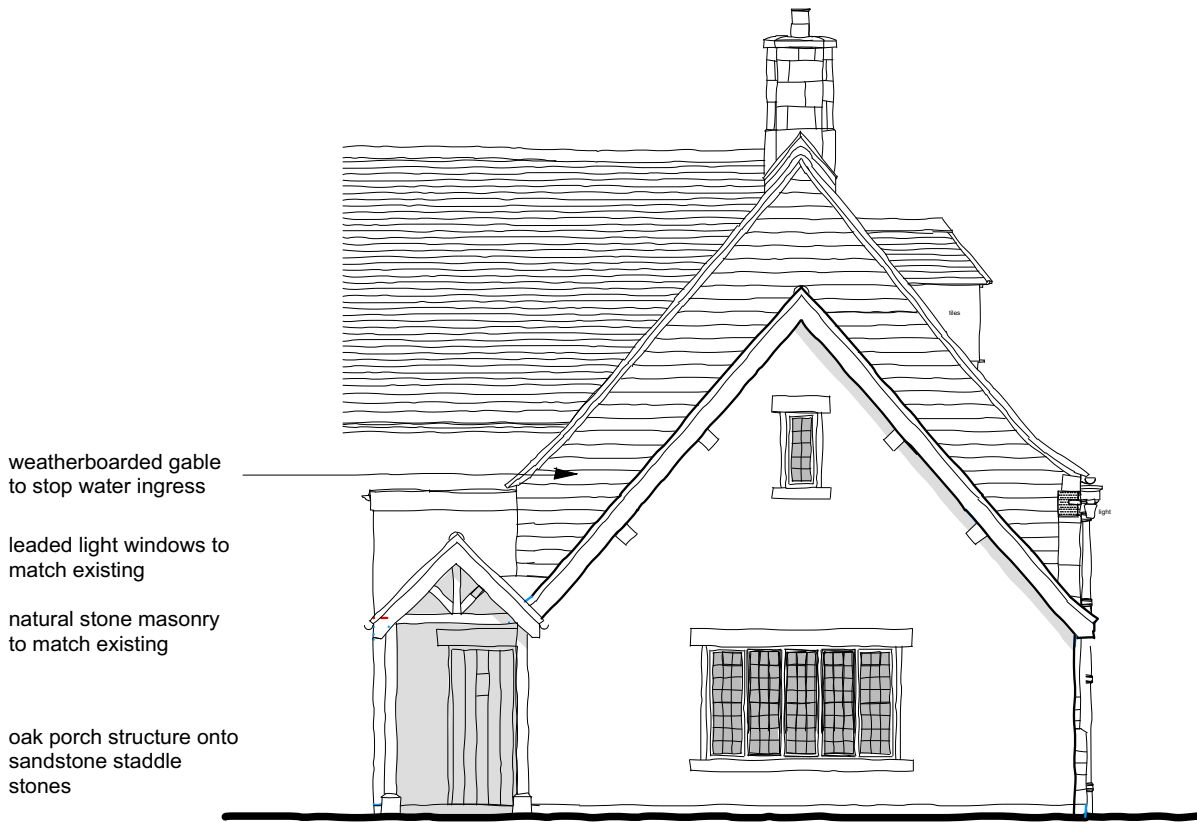 tiles
weatherboarded gable
to stop water ingress
light
leaded light windows to
match existing
natural stone masonry
to match existing
oak porch structure onto
sandstone staddle
stones